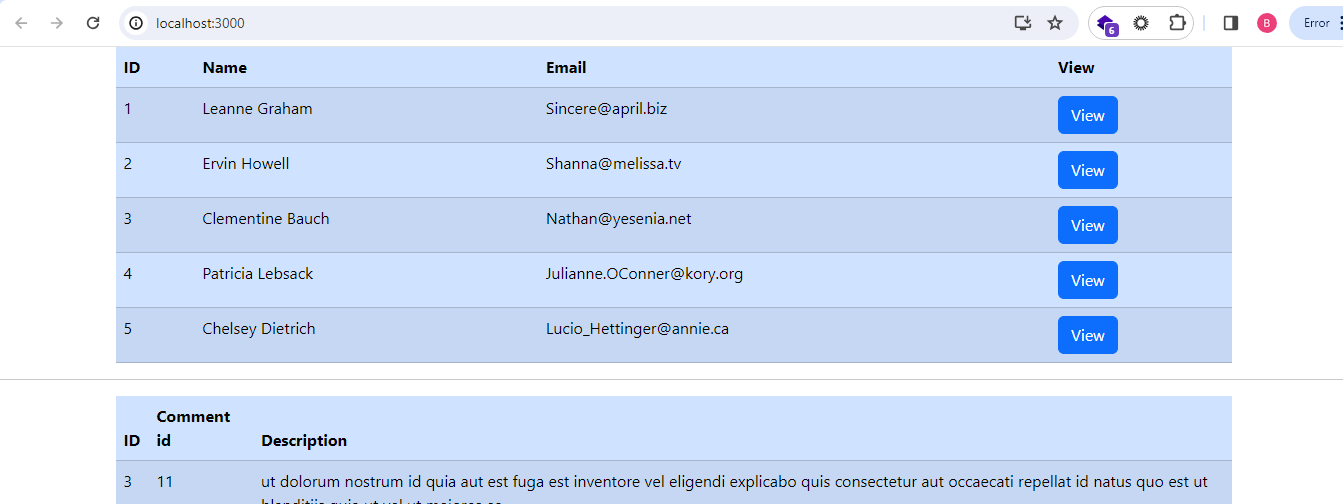 localhost:3000
6
B
Error
ID Name Email View
1 Leanne Graham Sincere@april.biz View
2 Ervin Howell Shanna@melissa.tv View
3 Clementine Bauch Nathan@yesenia.net View
4 Patricia Lebsack Julianne.OConner@kory.org View
5 Chelsey Dietrich Lucio_Hettinger@annie.ca View
Comment
ID id Description
3 11 ut dolorum nostrum id quia aut est fuga est inventore vel eligendi explicabo quis consectetur aut occaecati repellat id natus quo est ut